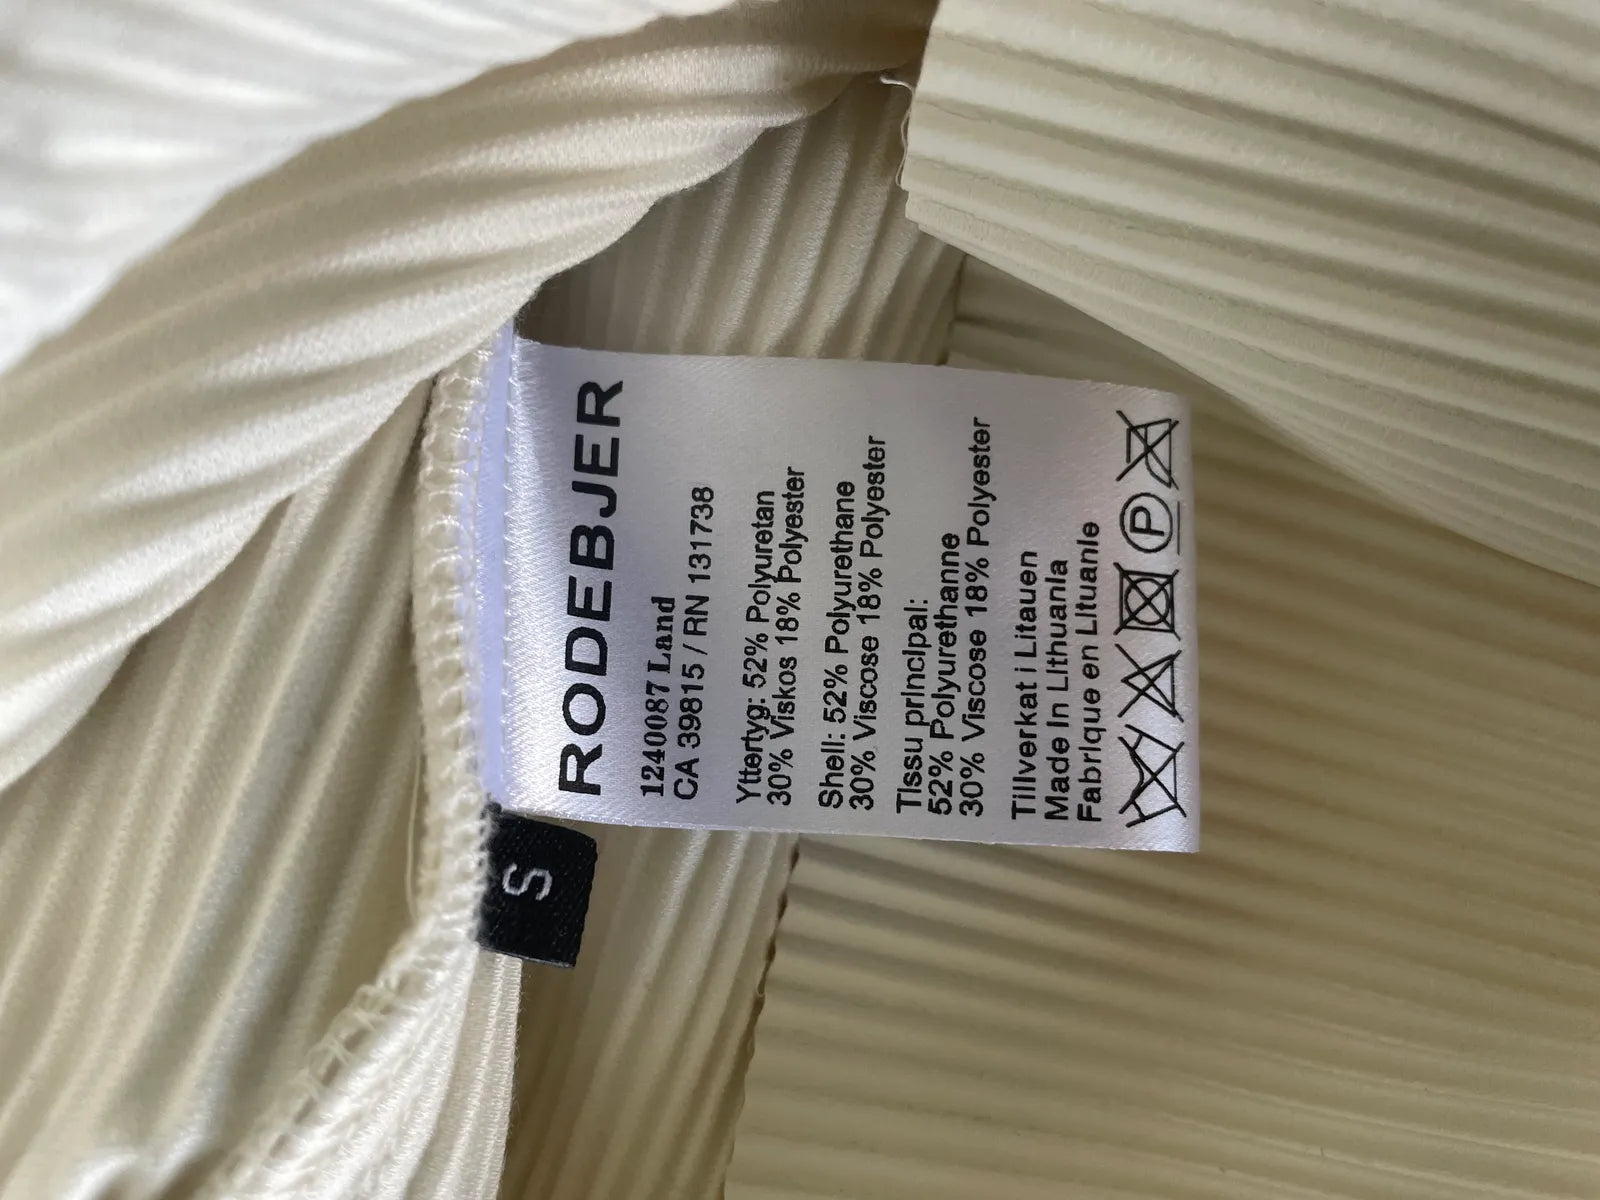 RODEBJER
1240087 Land
CA 39815 / RN 131738
Yttertyg: 52% Polyuretan
30% Viskos 18% Polyester
Shell: 52% Polyurethane
30% Viscose 18% Polyester
Tissu principal:
52% Polyurethanne
30% Viscose 18% Polyester
Tillverkat i Litauen
Made in Lithuania
Fabrique en Lituanie
P
S